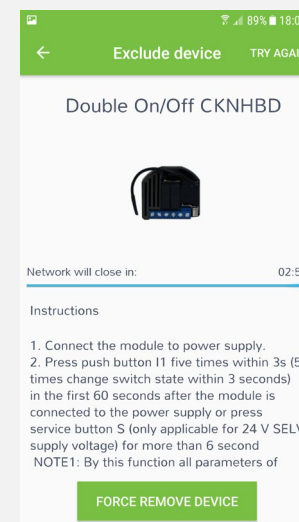 89% 18:0
Exclude device TRY AGAI
Double On/Off CKNHBD
Network will close in: 02:5
Instructions
1. Connect the module to power supply.
2. Press push button I1 five times within 3s (5
times change switch state within 3 seconds)
in the first 60 seconds after the module is
connected to the power supply or press
service button S (only applicable for 24 V SELV
supply voltage) for more than 6 second
NOTE1: By this function all parameters of
FORCE REMOVE DEVICE